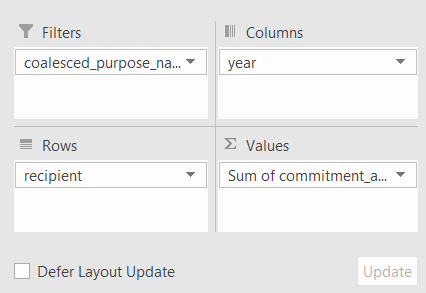 Filters
Columns
coalesced_purpose_na...
year
Rows
Values
recipient
Sum of commitment_a...
Defer Layout Update
Update